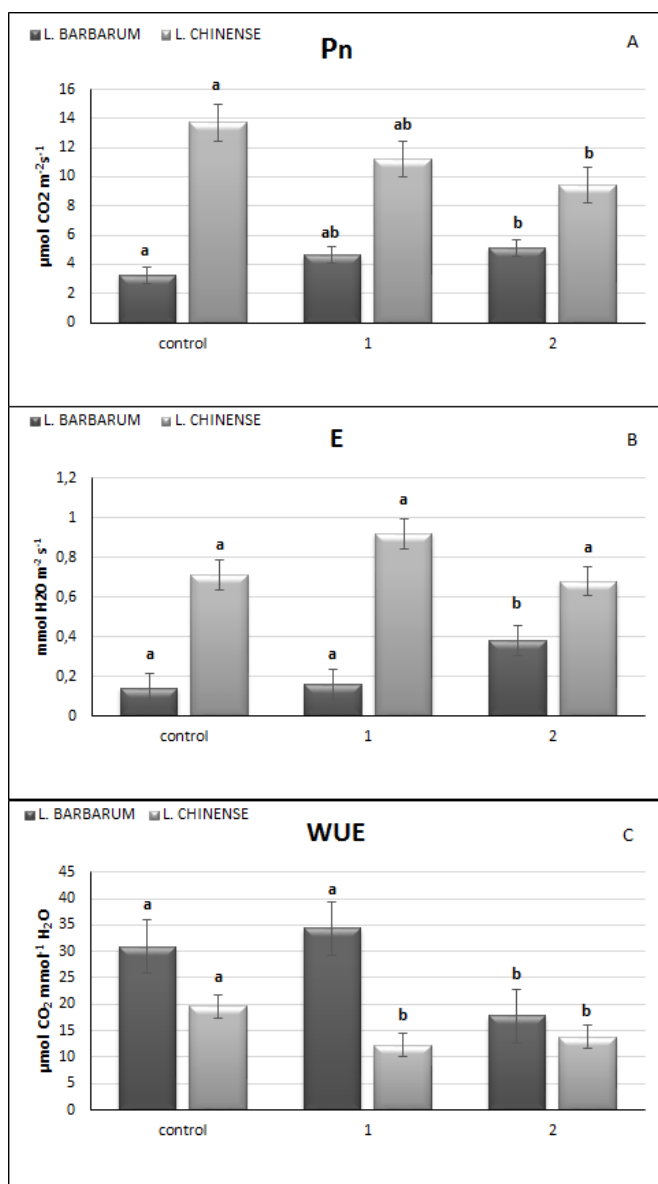 L. BARBARUM L. CHINENSE
Pn
A
µmol CO2 m-2s-1
16
14
12
10
8
6
4
2
0
a
a
ab
ab
b
b
control 1 2
L. BARBARUM L. CHINENSE
E
B
mmol H2O m-2 s-1
1,2
1
0,8
0,6
0,4
0,2
0
a
a
a
a
b
a
control 1 2
L. BARBARUM L. CHINENSE
WUE
C
µmol CO2 mmol-1 H2O
45
40
35
30
25
20
15
10
5
0
a
a
a
b
b
b
control 1 2